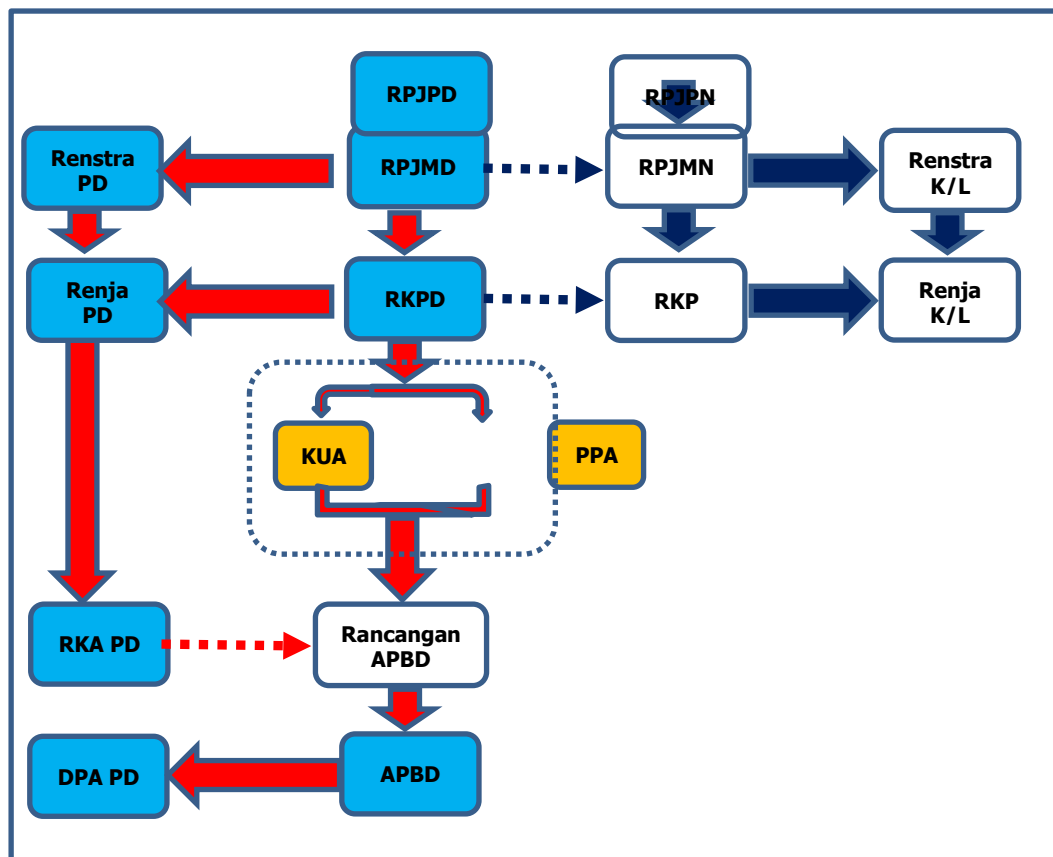 RPJPD
RPJPN
Renstra
PD
RPJMD
RPJMN
Renstra
K/L
Renja
PD
RKPD
RKP
Renja
K/L
KUA
PPA
RKA PD
Rancangan
APBD
DPA PD
APBD